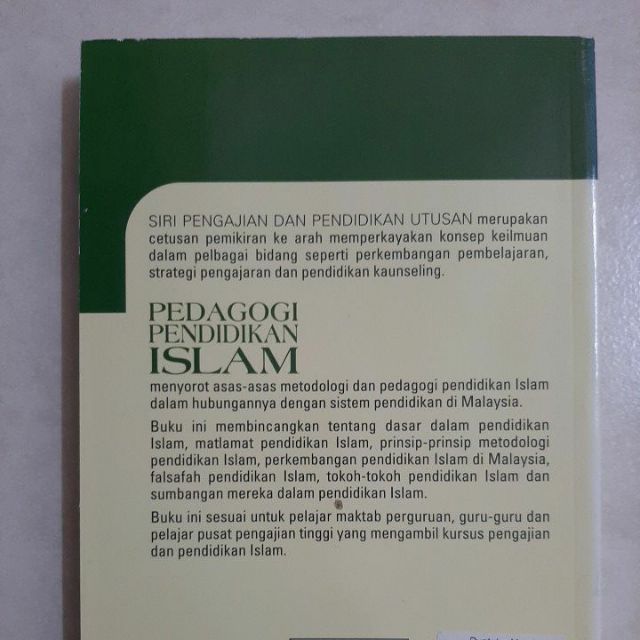 SIRI PENGAJIAN DAN PENDIDIKAN UTUSAN merupakan
cetusan pemikiran ke arah memperkayakan konsep keilmuan
dalam pelbagai bidang seperti perkembangan pembelajaran,
strategi pengajaran dan pendidikan kaunseling.
PEDAGOGI
PENDIDIKAN
ISLAM
menyorot asas-asas metodologi dan pedagogi pendidikan Islam
dalam hubungannya dengan sistem pendidikan di Malaysia.
Buku ini membincangkan tentang dasar dalam pendidikan
Islam, matlamat pendidikan Islam, prinsip-prinsip metodologi
pendidikan Islam, perkembangan pendidikan Islam di Malaysia,
falsafah pendidikan Islam, tokoh-tokoh pendidikan Islam dan
sumbangan mereka dalam pendidikan Islam.
Buku ini sesuai untuk pelajar maktab perguruan, guru-guru dan
pelajar pusat pengajian tinggi yang mengambil kursus pengajian
dan pendidikan Islam.